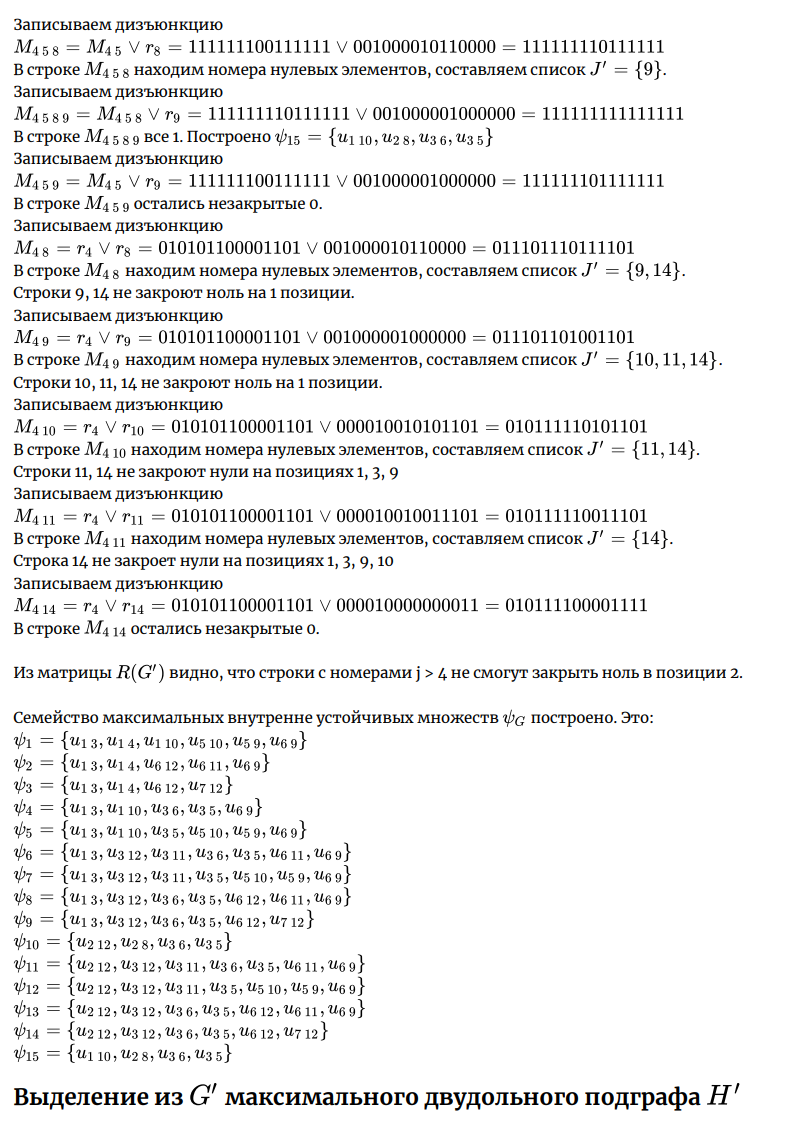 Записываем дизъюнкцию
M₄ ₅ ₈ = M₄ ₅ ∨ r₈ = 111111100111111 ∨ 001000010110000 = 111111110111111
В строке M₄ ₅ ₈ находим номера нулевых элементов, составляем список J′ = {9}.
Записываем дизъюнкцию
M₄ ₅ ₈ ₉ = M₄ ₅ ₈ ∨ r₉ = 111111110111111 ∨ 001000001000000 = 111111111111111
В строке M₄ ₅ ₈ ₉ все 1. Построено ψ₁₅ = {u₁ ₁₀, u₂ ₈, u₃ ₆, u₃ ₅}
Записываем дизъюнкцию
M₄ ₅ ₉ = M₄ ₅ ∨ r₉ = 111111100111111 ∨ 001000001000000 = 111111101111111
В строке M₄ ₅ ₉ остались незакрытые 0.
Записываем дизъюнкцию
M₄ ₈ = r₄ ∨ r₈ = 010101100001101 ∨ 001000010110000 = 011101110111101
В строке M₄ ₈ находим номера нулевых элементов, составляем список J′ = {9, 14}.
Строки 9, 14 не закроют ноль на 1 позиции.
Записываем дизъюнкцию
M₄ ₉ = r₄ ∨ r₉ = 010101100001101 ∨ 001000001000000 = 011101101001101
В строке M₄ ₉ находим номера нулевых элементов, составляем список J′ = {10, 11, 14}.
Строки 10, 11, 14 не закроют ноль на 1 позиции.
Записываем дизъюнкцию
M₄ ₁₀ = r₄ ∨ r₁₀ = 010101100001101 ∨ 000010010101101 = 010111110101101
В строке M₄ ₁₀ находим номера нулевых элементов, составляем список J′ = {11, 14}.
Строки 11, 14 не закроют нули на позициях 1, 3, 9
Записываем дизъюнкцию
M₄ ₁₁ = r₄ ∨ r₁₁ = 010101100001101 ∨ 000010010011101 = 010111110011101
В строке M₄ ₁₁ находим номера нулевых элементов, составляем список J′ = {14}.
Строка 14 не закроет нули на позициях 1, 3, 9, 10
Записываем дизъюнкцию
M₄ ₁₄ = r₄ ∨ r₁₄ = 010101100001101 ∨ 000010000000011 = 010111100001111
В строке M₄ ₁₄ остались незакрытые 0.
Из матрицы R(G′) видно, что строки с номерами j > 4 не смогут закрыть ноль в позиции 2.
Семейство максимальных внутренне устойчивых множеств ψ_G построено. Это:
ψ₁ = {u₁ ₃, u₁ ₄, u₁ ₁₀, u₅ ₁₀, u₅ ₉, u₆ ₉}
ψ₂ = {u₁ ₃, u₁ ₄, u₆ ₁₂, u₆ ₁₁, u₆ ₉}
ψ₃ = {u₁ ₃, u₁ ₄, u₆ ₁₂, u₇ ₁₂}
ψ₄ = {u₁ ₃, u₁ ₁₀, u₃ ₆, u₃ ₅, u₆ ₉}
ψ₅ = {u₁ ₃, u₁ ₁₀, u₃ ₅, u₅ ₁₀, u₅ ₉, u₆ ₉}
ψ₆ = {u₁ ₃, u₃ ₁₂, u₃ ₁₁, u₃ ₆, u₃ ₅, u₆ ₁₁, u₆ ₉}
ψ₇ = {u₁ ₃, u₃ ₁₂, u₃ ₁₁, u₃ ₅, u₅ ₁₀, u₅ ₉, u₆ ₉}
ψ₈ = {u₁ ₃, u₃ ₁₂, u₃ ₆, u₃ ₅, u₆ ₁₂, u₆ ₁₁, u₆ ₉}
ψ₉ = {u₁ ₃, u₃ ₁₂, u₃ ₆, u₃ ₅, u₆ ₁₂, u₇ ₁₂}
ψ₁₀ = {u₂ ₁₂, u₂ ₈, u₃ ₆, u₃ ₅}
ψ₁₁ = {u₂ ₁₂, u₃ ₁₂, u₃ ₁₁, u₃ ₆, u₃ ₅, u₆ ₁₁, u₆ ₉}
ψ₁₂ = {u₂ ₁₂, u₃ ₁₂, u₃ ₁₁, u₃ ₅, u₅ ₁₀, u₅ ₉, u₆ ₉}
ψ₁₃ = {u₂ ₁₂, u₃ ₁₂, u₃ ₆, u₃ ₅, u₆ ₁₂, u₆ ₁₁, u₆ ₉}
ψ₁₄ = {u₂ ₁₂, u₃ ₁₂, u₃ ₆, u₃ ₅, u₆ ₁₂, u₇ ₁₂}
ψ₁₅ = {u₁ ₁₀, u₂ ₈, u₃ ₆, u₃ ₅}
Выделение из G′ максимального двудольного подграфа H′